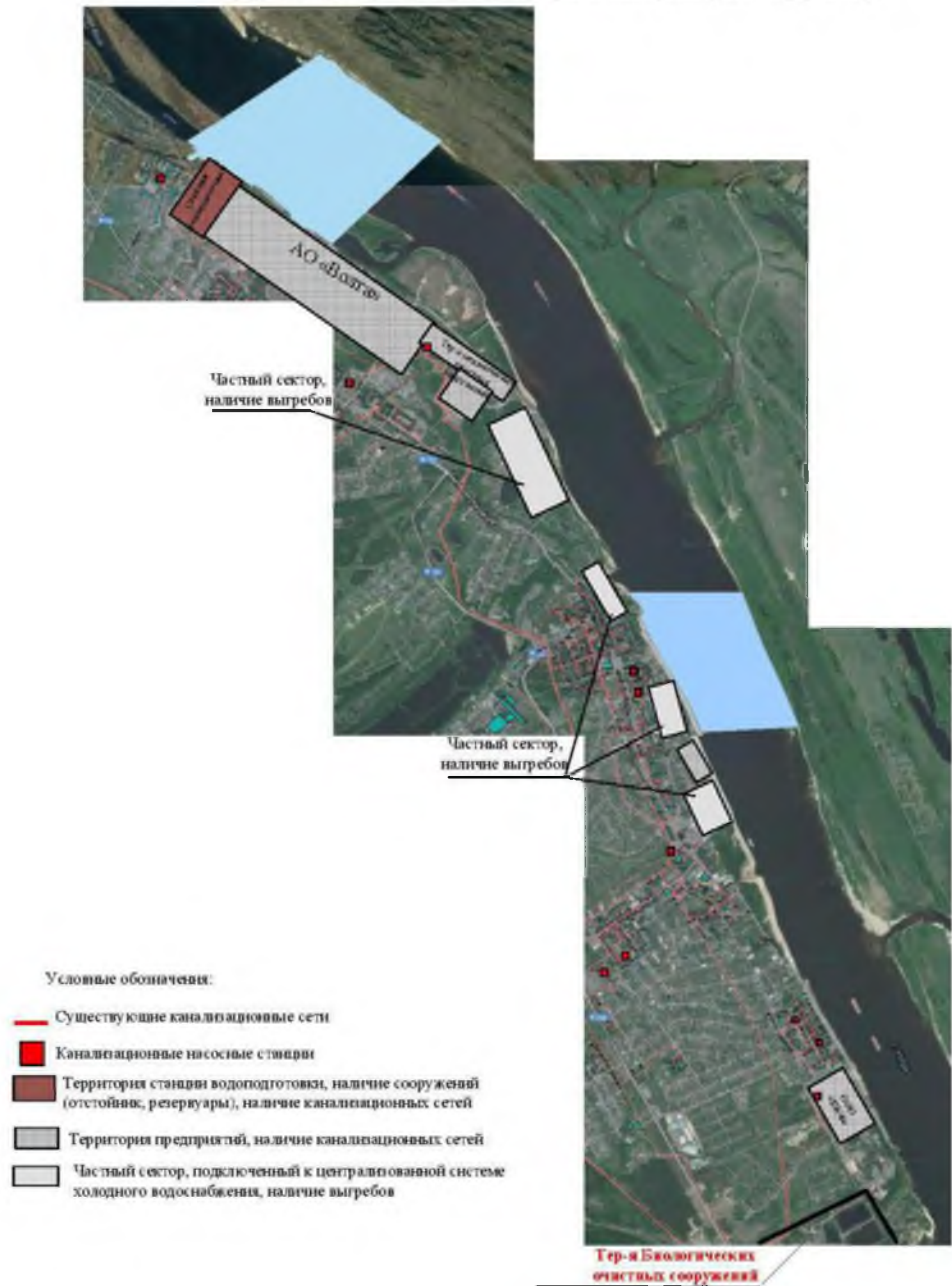 АО «Волга»
Частный сектор,
наличие выгребов
Частный сектор,
наличие выгребов
Условные обозначения:
Существующие канализационные сети
Канализационные насосные станции
Территория станции водоподготовки, наличие сооружений
(отстойник, резервуары), наличие канализационных сетей
Территория предприятий, наличие канализационных сетей
Частный сектор, подключенный к централизованной системе
холодного водоснабжения, наличие выгребов
Тер-я Биологических
очистных сооружений